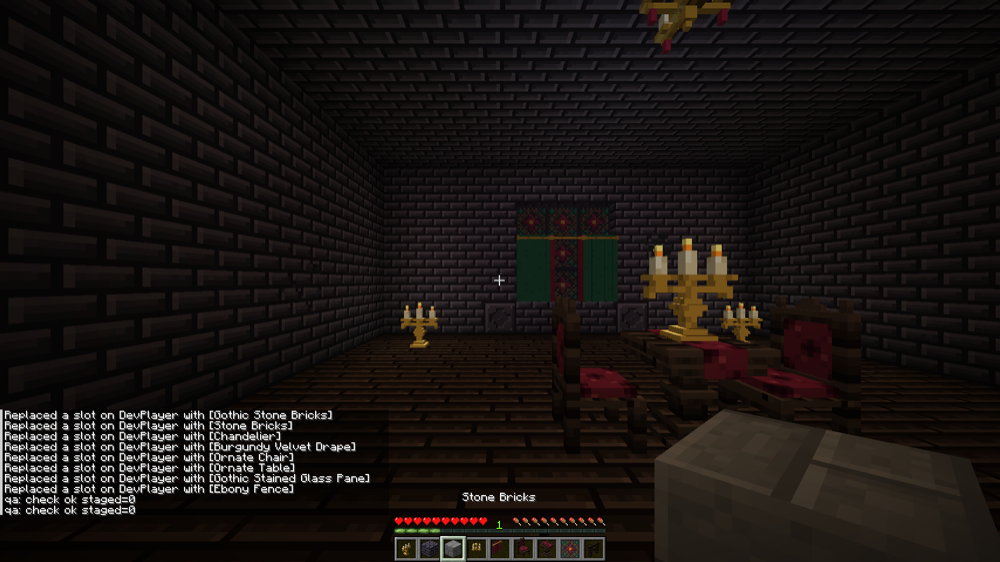 Replaced a slot on DevPlayer with [Gothic Stone Bricks]
Replaced a slot on DevPlayer with [Stone Bricks]
Replaced a slot on DevPlayer with [Chandelier]
Replaced a slot on DevPlayer with [Burgundy Velvet Drape]
Replaced a slot on DevPlayer with [Ornate Chair]
Replaced a slot on DevPlayer with [Ornate Table]
Replaced a slot on DevPlayer with [Gothic Stained Glass Pane]
Replaced a slot on DevPlayer with [Ebony Fence]
qa: check ok staged=0
qa: check ok staged=0
Stone Bricks
1